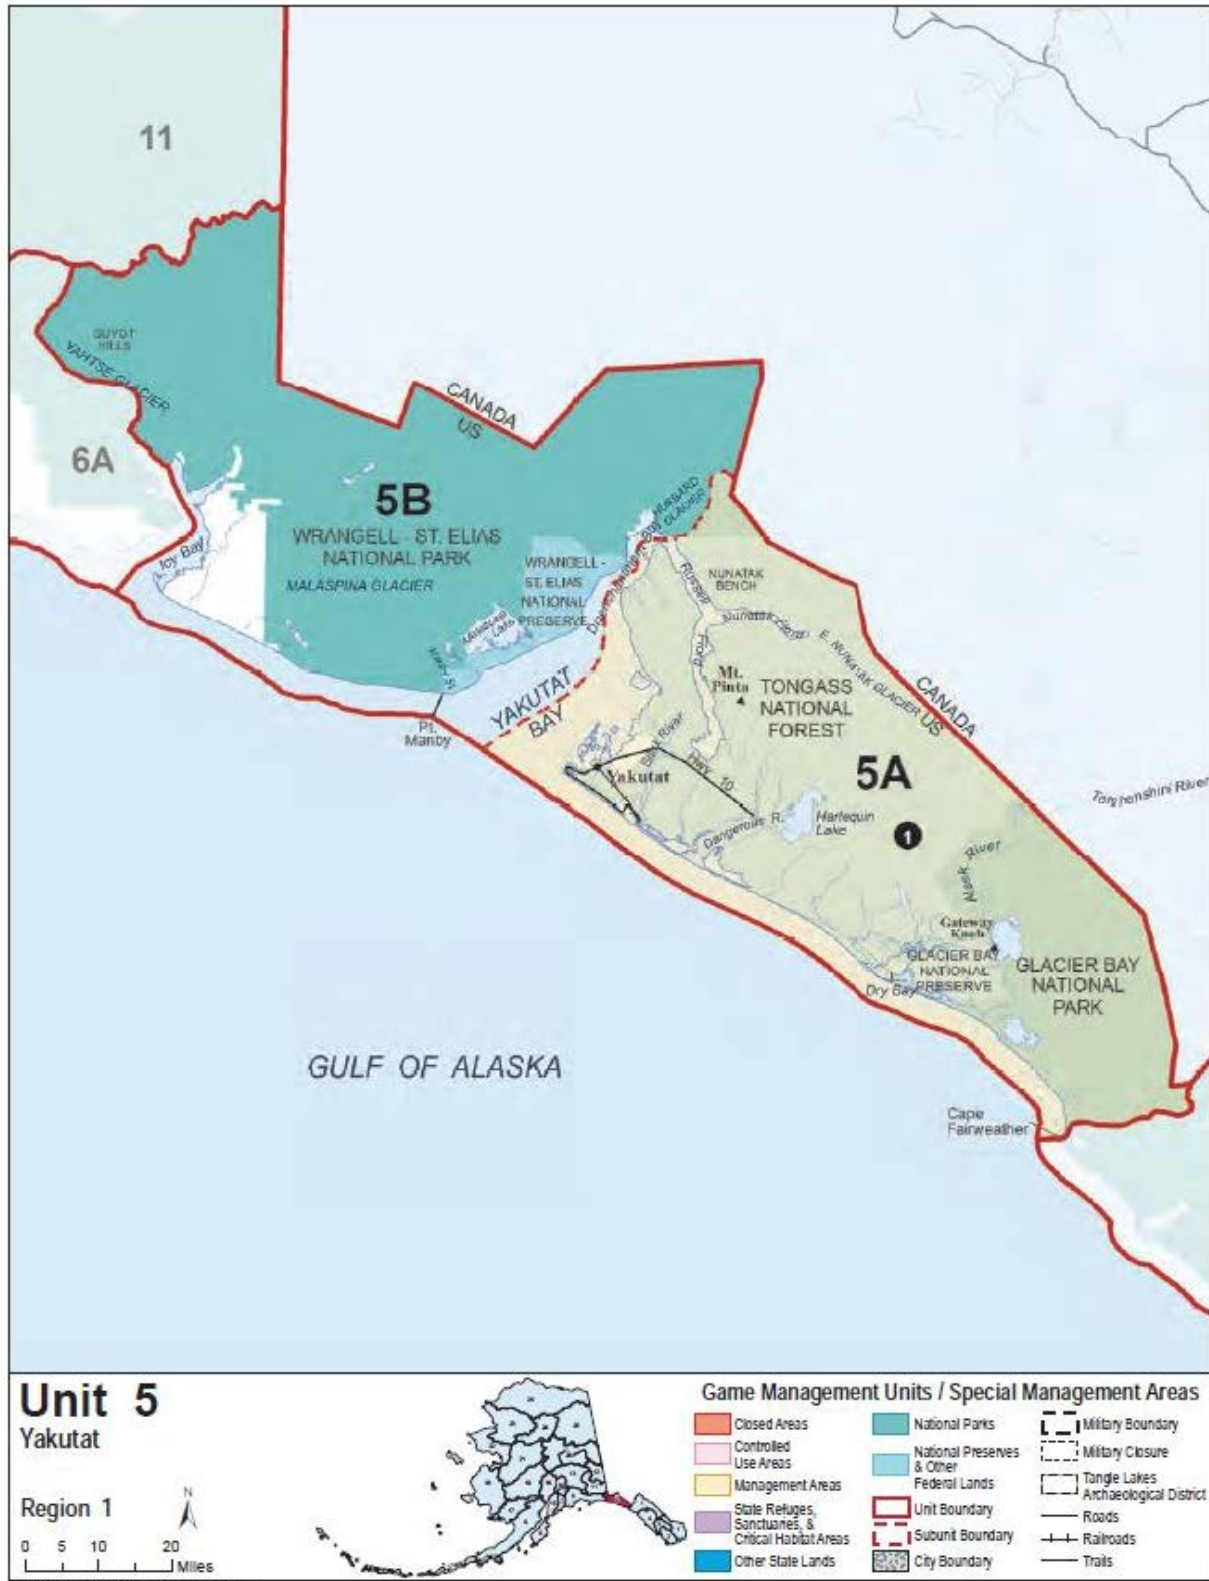 11
GUYOT
HILLS
YAHTSE GLACIER
CANADA
US
6A
5B
WRANGELL - ST. ELIAS
NATIONAL PARK
MALASPINA GLACIER
Icy Bay
HUBBARD
GLACIER
WRANGELL -
ST. ELIAS
NATIONAL
PRESERVE
Malaspina
Lake
NUNATAK
BENCH
Russell
Fiord
Nunatak Fiord
E. NUNATAK GLACIER
CANADA
US
Mt.
Pinta
TONGASS
NATIONAL
FOREST
YAKUTAT
BAY
Pt.
Manby
River
HWY 10
Yakutat
5A
1
Dangerous R.
Harlequin
Lake
Alsek River
Gateway
Knob
GLACIER BAY
NATIONAL
PRESERVE
Dry Bay
GLACIER BAY
NATIONAL
PARK
GULF OF ALASKA
Cape
Fairweather
Unit 5
Yakutat
Region 1
N
0 5 10 20
Miles
Game Management Units / Special Management Areas
Closed Areas
Controlled
Use Areas
Management Areas
State Refuges,
Sanctuaries, &
Critical Habitat Areas
Other State Lands
National Parks
National Preserves
& Other
Federal Lands
Unit Boundary
Subunit Boundary
City Boundary
Military Boundary
Military Closure
Tangle Lakes
Archaeological District
Roads
Railroads
Trails